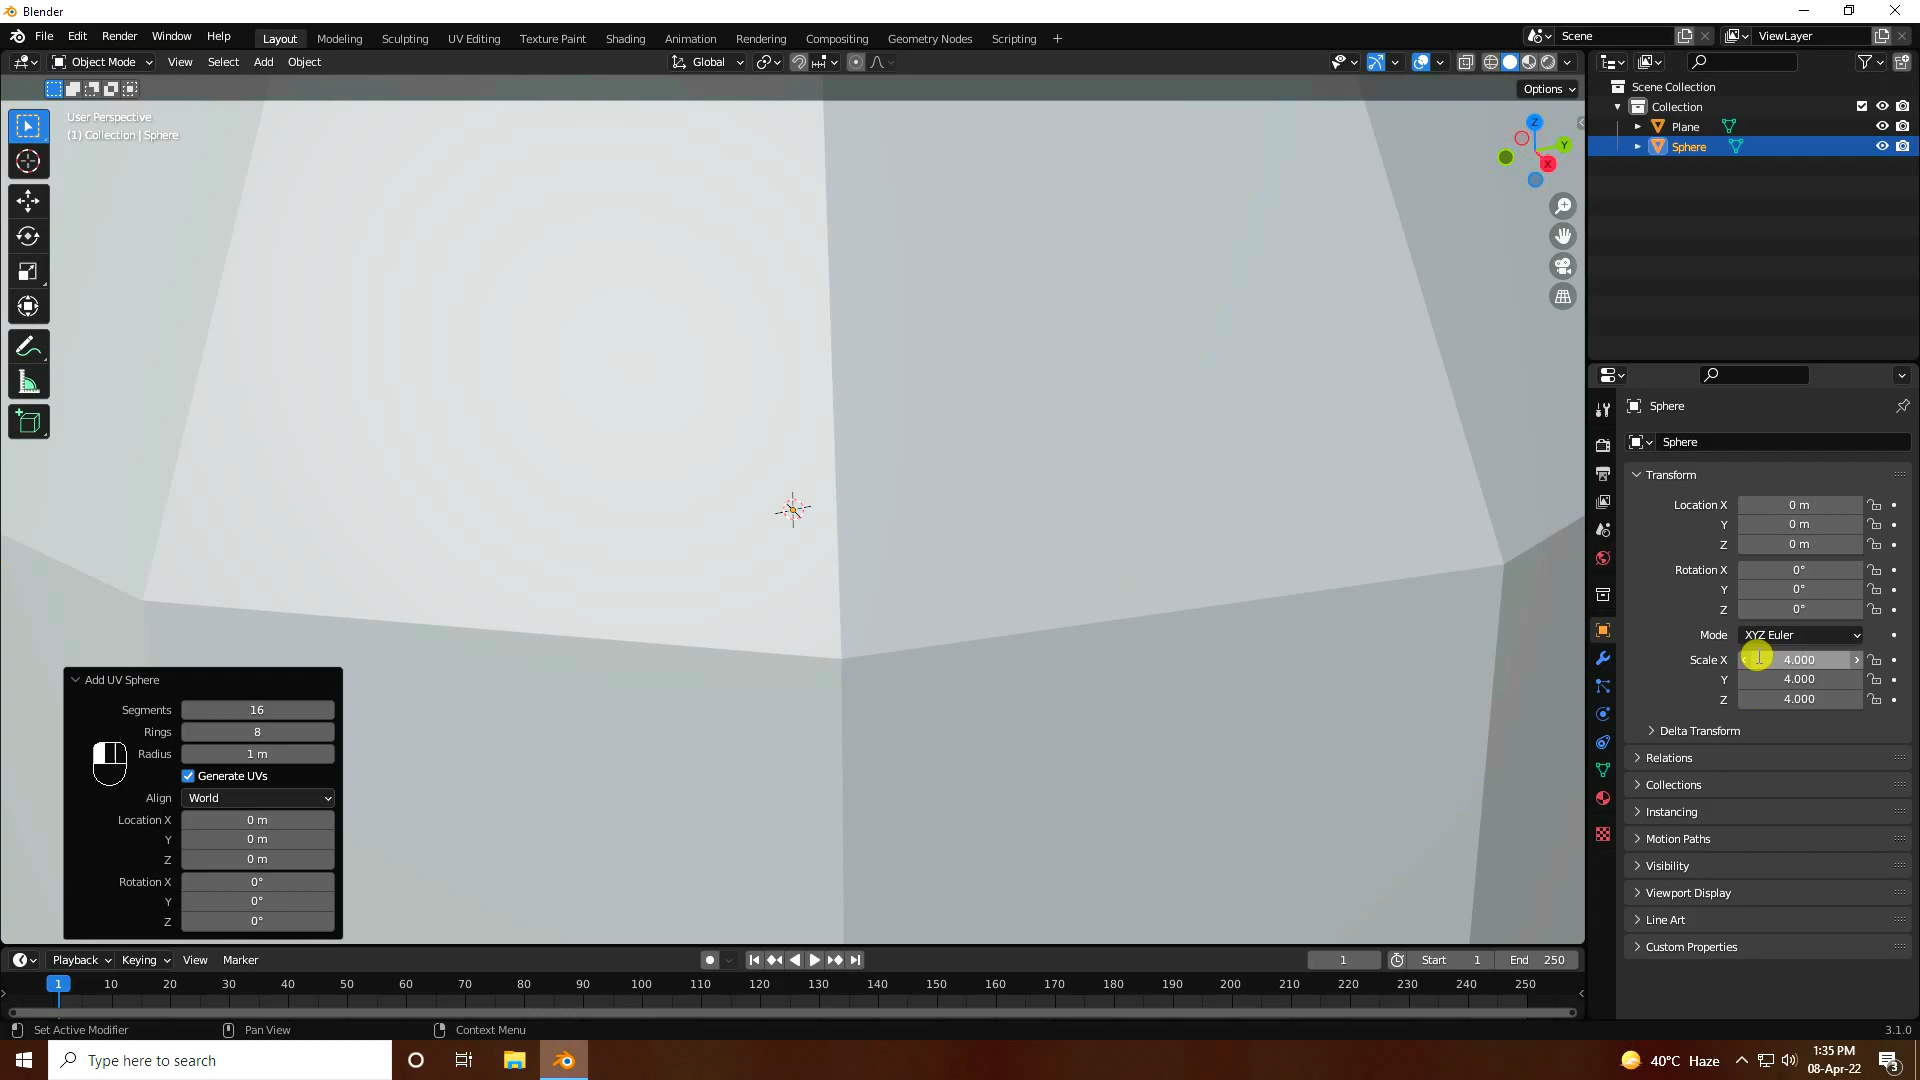 Blender
File Edit Render Window Help
Layout Modeling Sculpting UV Editing Texture Paint Shading Animation Rendering Compositing Geometry Nodes Scripting +
Scene ViewLayer
Object Mode View Select Add Object Global
Options
User Perspective
(1) Collection | Sphere
Z
Y
X
Scene Collection
Collection
Plane
Sphere
Sphere
Sphere
Transform
Location X 0 m
Y 0 m
Z 0 m
Rotation X 0°
Y 0°
Z 0°
Mode XYZ Euler
Scale X 4.000
Y 4.000
Z 4.000
Delta Transform
Relations
Collections
Instancing
Motion Paths
Visibility
Viewport Display
Line Art
Custom Properties
Add UV Sphere
Segments 16
Rings 8
Radius 1 m
Generate UVs
Align World
Location X 0 m
Y 0 m
Z 0 m
Rotation X 0°
Y 0°
Z 0°
Playback Keying View Marker 1 Start 1 End 250
1 10 20 30 40 50 60 70 80 90 100 110 120 130 140 150 160 170 180 190 200 210 220 230 240 250
Set Active Modifier Pan View Context Menu 3.1.0
Type here to search
40°C Haze
1:35 PM
08-Apr-22
3